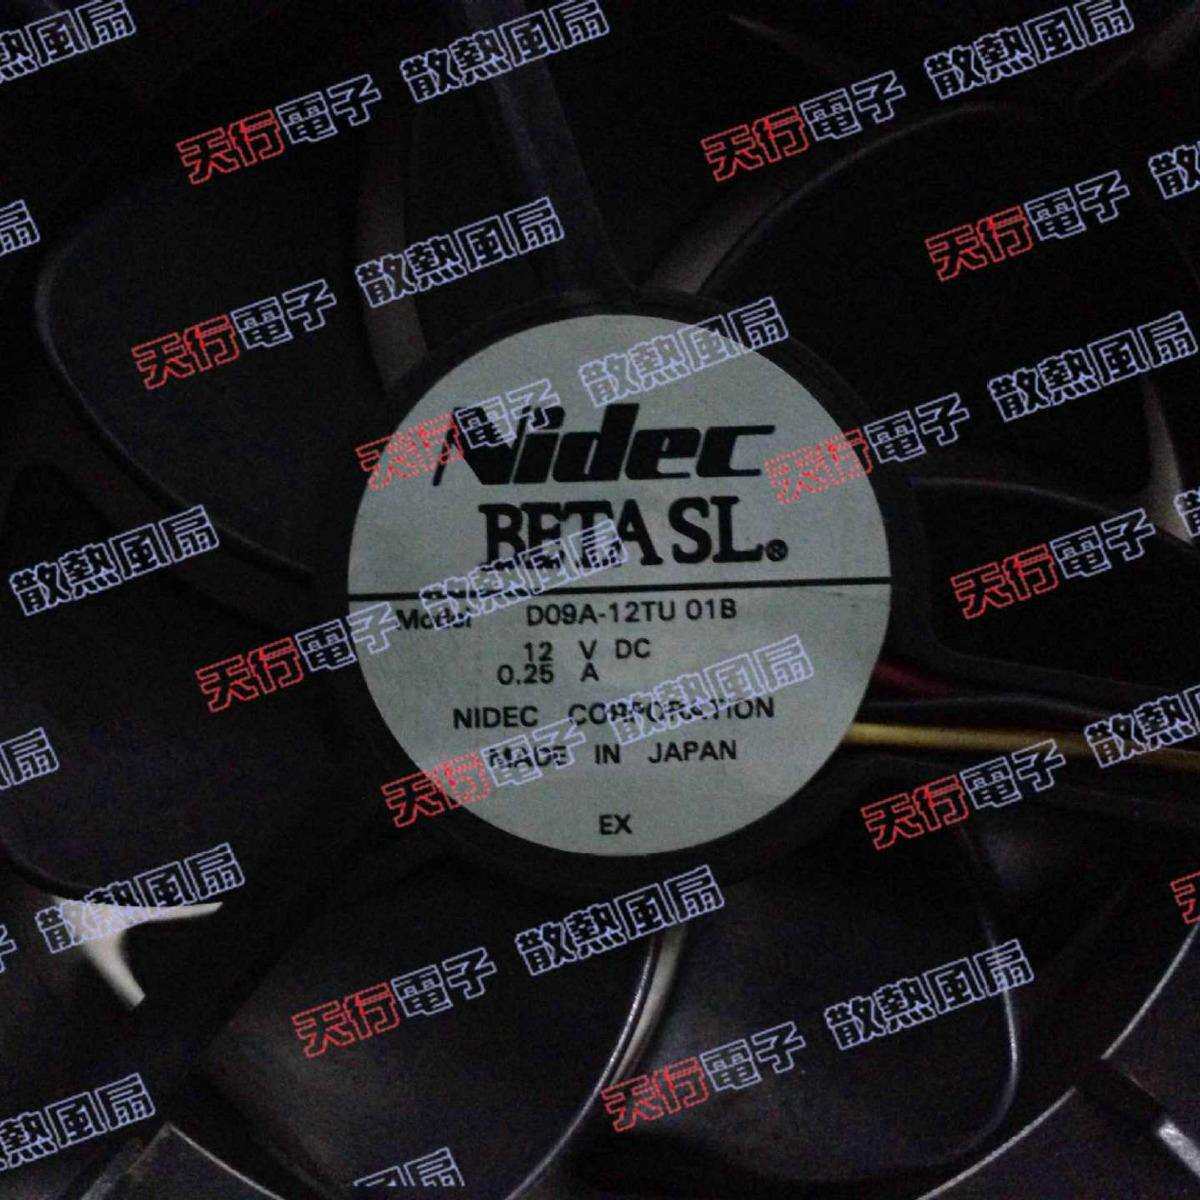 Nidec
BETA SL®
Model D09A-12TU 01B
12 V DC
0.25 A
NIDEC CORPORATION
MADE IN JAPAN
EX
天行電子 散熱風扇